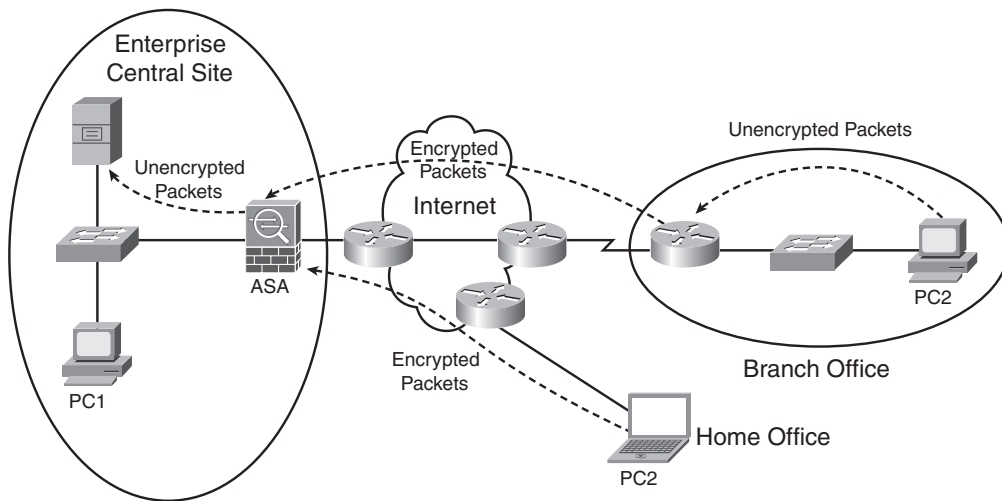 Enterprise
Central Site
Unencrypted
Packets
ASA
PC1
Encrypted
Packets
Internet
Encrypted
Packets
Unencrypted Packets
PC2
Branch Office
Home Office
PC2